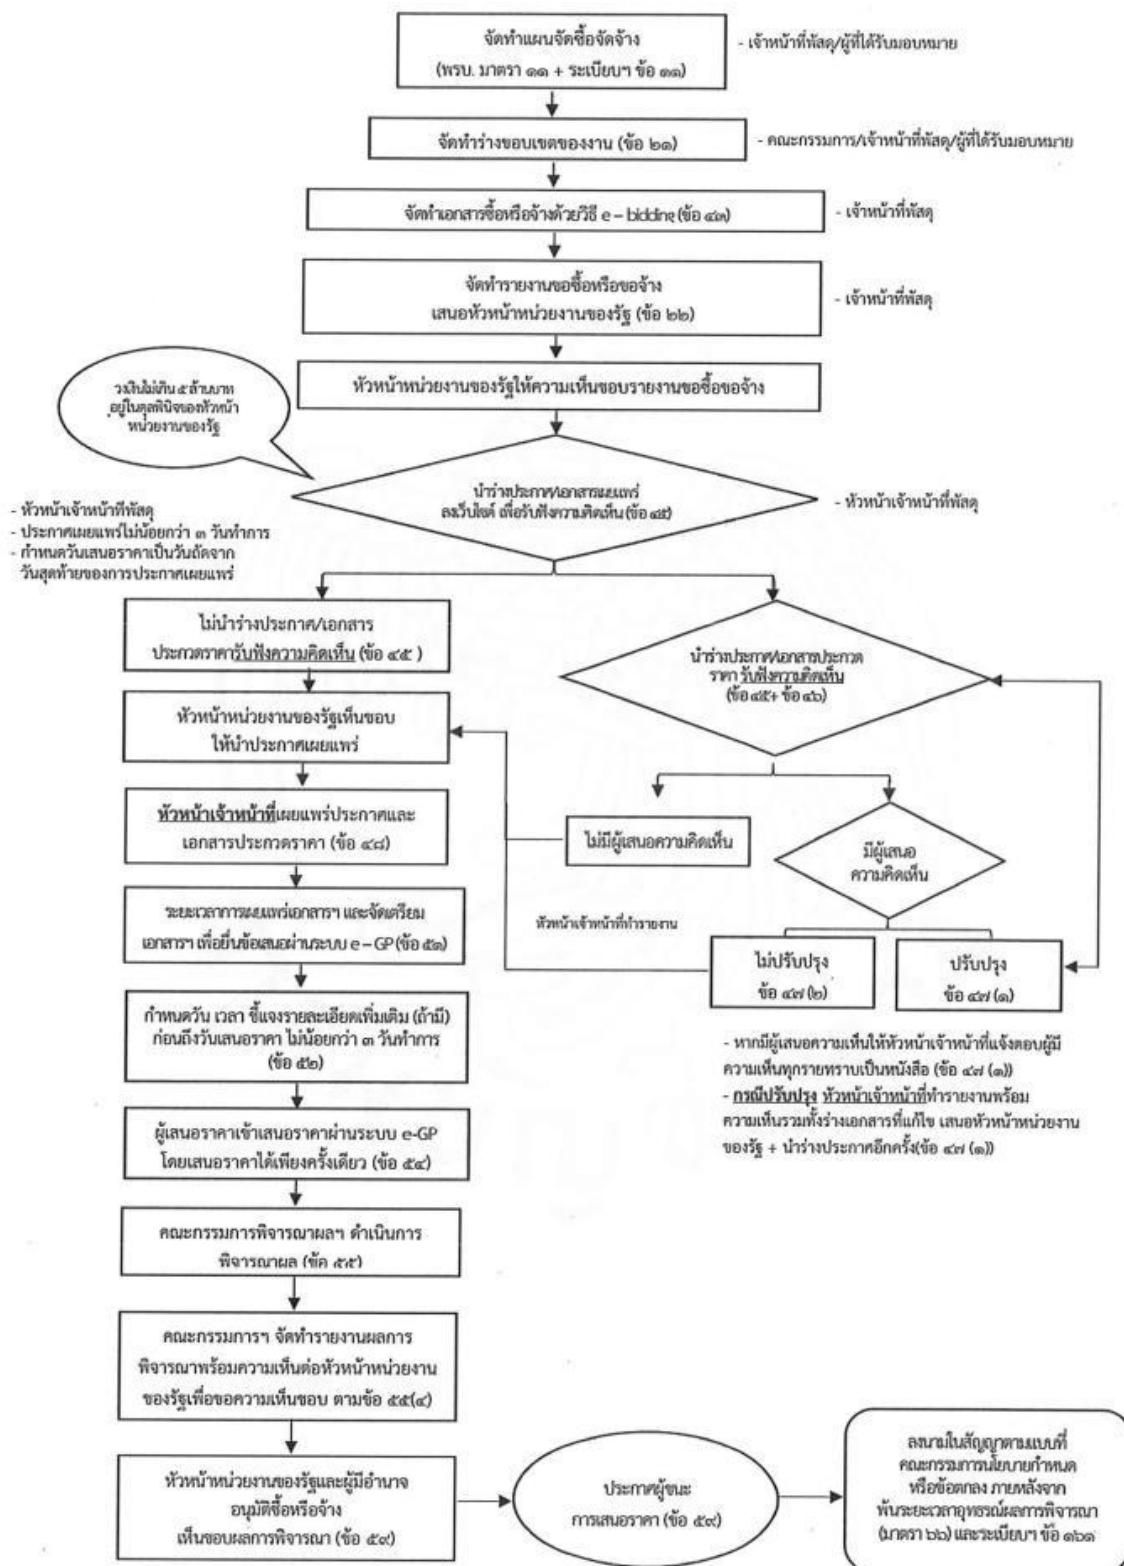 จัดทำแผนจัดซื้อจัดจ้าง
(พรบ. มาตรา ๑๑ + ระเบียบฯ ข้อ ๑๑)
- เจ้าหน้าที่พัสดุ/ผู้ที่ได้รับมอบหมาย
จัดทำร่างขอบเขตของงาน (ข้อ ๒๑)
- คณะกรรมการ/เจ้าหน้าที่พัสดุ/ผู้ที่ได้รับมอบหมาย
จัดทำเอกสารซื้อหรือจ้างด้วยวิธี e – bidding (ข้อ ๔๓)
- เจ้าหน้าที่พัสดุ
จัดทำรายงานขอซื้อหรือขอจ้าง
เสนอหัวหน้าหน่วยงานของรัฐ (ข้อ ๒๒)
- เจ้าหน้าที่พัสดุ
หัวหน้าหน่วยงานของรัฐให้ความเห็นชอบรายงานขอซื้อขอจ้าง
วงเงินไม่เกิน ๕ ล้านบาท
อยู่ในดุลพินิจของหัวหน้า
หน่วยงานของรัฐ
นำร่างประกาศ/เอกสารเผยแพร่
ลงเว็บไซต์ เพื่อรับฟังความคิดเห็น (ข้อ ๔๕)
- หัวหน้าเจ้าหน้าที่พัสดุ
- หัวหน้าเจ้าหน้าที่พัสดุ
- ประกาศเผยแพร่ไม่น้อยกว่า ๓ วันทำการ
- กำหนดวันเสนอราคาเป็นวันถัดจาก
วันสุดท้ายของการประกาศเผยแพร่
ไม่นำร่างประกาศ/เอกสาร
ประกวดราคารับฟังความคิดเห็น (ข้อ ๔๕ )
นำร่างประกาศ/เอกสารประกวด
ราคา รับฟังความคิดเห็น
(ข้อ ๔๕+ ข้อ ๔๖)
หัวหน้าหน่วยงานของรัฐเห็นชอบ
ให้นำประกาศเผยแพร่
หัวหน้าเจ้าหน้าที่เผยแพร่ประกาศและ
เอกสารประกวดราคา (ข้อ ๔๘)
ไม่มีผู้เสนอความคิดเห็น
มีผู้เสนอ
ความคิดเห็น
ระยะเวลาการเผยแพร่เอกสารฯ และจัดเตรียม
เอกสารฯ เพื่อยื่นข้อเสนอผ่านระบบ e – GP (ข้อ ๕๑)
หัวหน้าเจ้าหน้าที่ทำรายงาน
ไม่ปรับปรุง
ข้อ ๔๗ (๒)
ปรับปรุง
ข้อ ๔๗ (๑)
กำหนดวัน เวลา ชี้แจงรายละเอียดเพิ่มเติม (ถ้ามี)
ก่อนถึงวันเสนอราคา ไม่น้อยกว่า ๓ วันทำการ
(ข้อ ๕๒)
- หากมีผู้เสนอความเห็นให้หัวหน้าเจ้าหน้าที่แจ้งตอบผู้มี
ความเห็นทุกรายทราบเป็นหนังสือ (ข้อ ๔๗ (๑))
- กรณีปรับปรุง หัวหน้าเจ้าหน้าที่ทำรายงานพร้อม
ความเห็นรวมทั้งร่างเอกสารที่แก้ไข เสนอหัวหน้าหน่วยงาน
ของรัฐ + นำร่างประกาศอีกครั้ง(ข้อ ๔๗ (๑))
ผู้เสนอราคาเข้าเสนอราคาผ่านระบบ e-GP
โดยเสนอราคาได้เพียงครั้งเดียว (ข้อ ๕๔)
คณะกรรมการพิจารณาผลฯ ดำเนินการ
พิจารณาผล (ข้อ ๕๕)
คณะกรรมการฯ จัดทำรายงานผลการ
พิจารณาพร้อมความเห็นต่อหัวหน้าหน่วยงาน
ของรัฐเพื่อขอความเห็นชอบ ตามข้อ ๕๕(๔)
หัวหน้าหน่วยงานของรัฐและผู้มีอำนาจ
อนุมัติซื้อหรือจ้าง
เห็นชอบผลการพิจารณา (ข้อ ๕๙)
ประกาศผู้ชนะ
การเสนอราคา (ข้อ ๕๙)
ลงนามในสัญญาตามแบบที่
คณะกรรมการนโยบายกำหนด
หรือข้อตกลง ภายหลังจาก
พ้นระยะเวลาอุทธรณ์ผลการพิจารณา
(มาตรา ๖๖) และระเบียบฯ ข้อ ๑๖๑